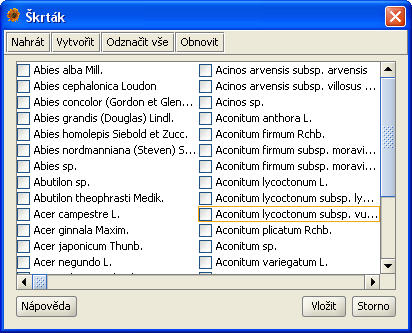 Škrták
Nahrát Vytvořit Odznačit vše Obnovit
Abies alba Mill.
Abies cephalonica Loudon
Abies concolor (Gordon et Glen...
Abies grandis (Douglas) Lindl.
Abies homolepis Siebold et Zucc.
Abies nordmanniana (Steven) S...
Abies sp.
Abutilon sp.
Abutilon theophrasti Medik.
Acer campestre L.
Acer ginnala Maxim.
Acer japonicum Thunb.
Acer negundo L.
Acinos arvensis subsp. arvensis
Acinos arvensis subsp. villosus ...
Acinos sp.
Aconitum anthora L.
Aconitum firmum Rchb.
Aconitum firmum subsp. moravi...
Aconitum firmum subsp. moravi...
Aconitum lycoctonum L.
Aconitum lycoctonum subsp. ly...
Aconitum lycoctonum subsp. vu...
Aconitum plicatum Rchb.
Aconitum sp.
Aconitum variegatum L.
Nápověda Vložit Storno